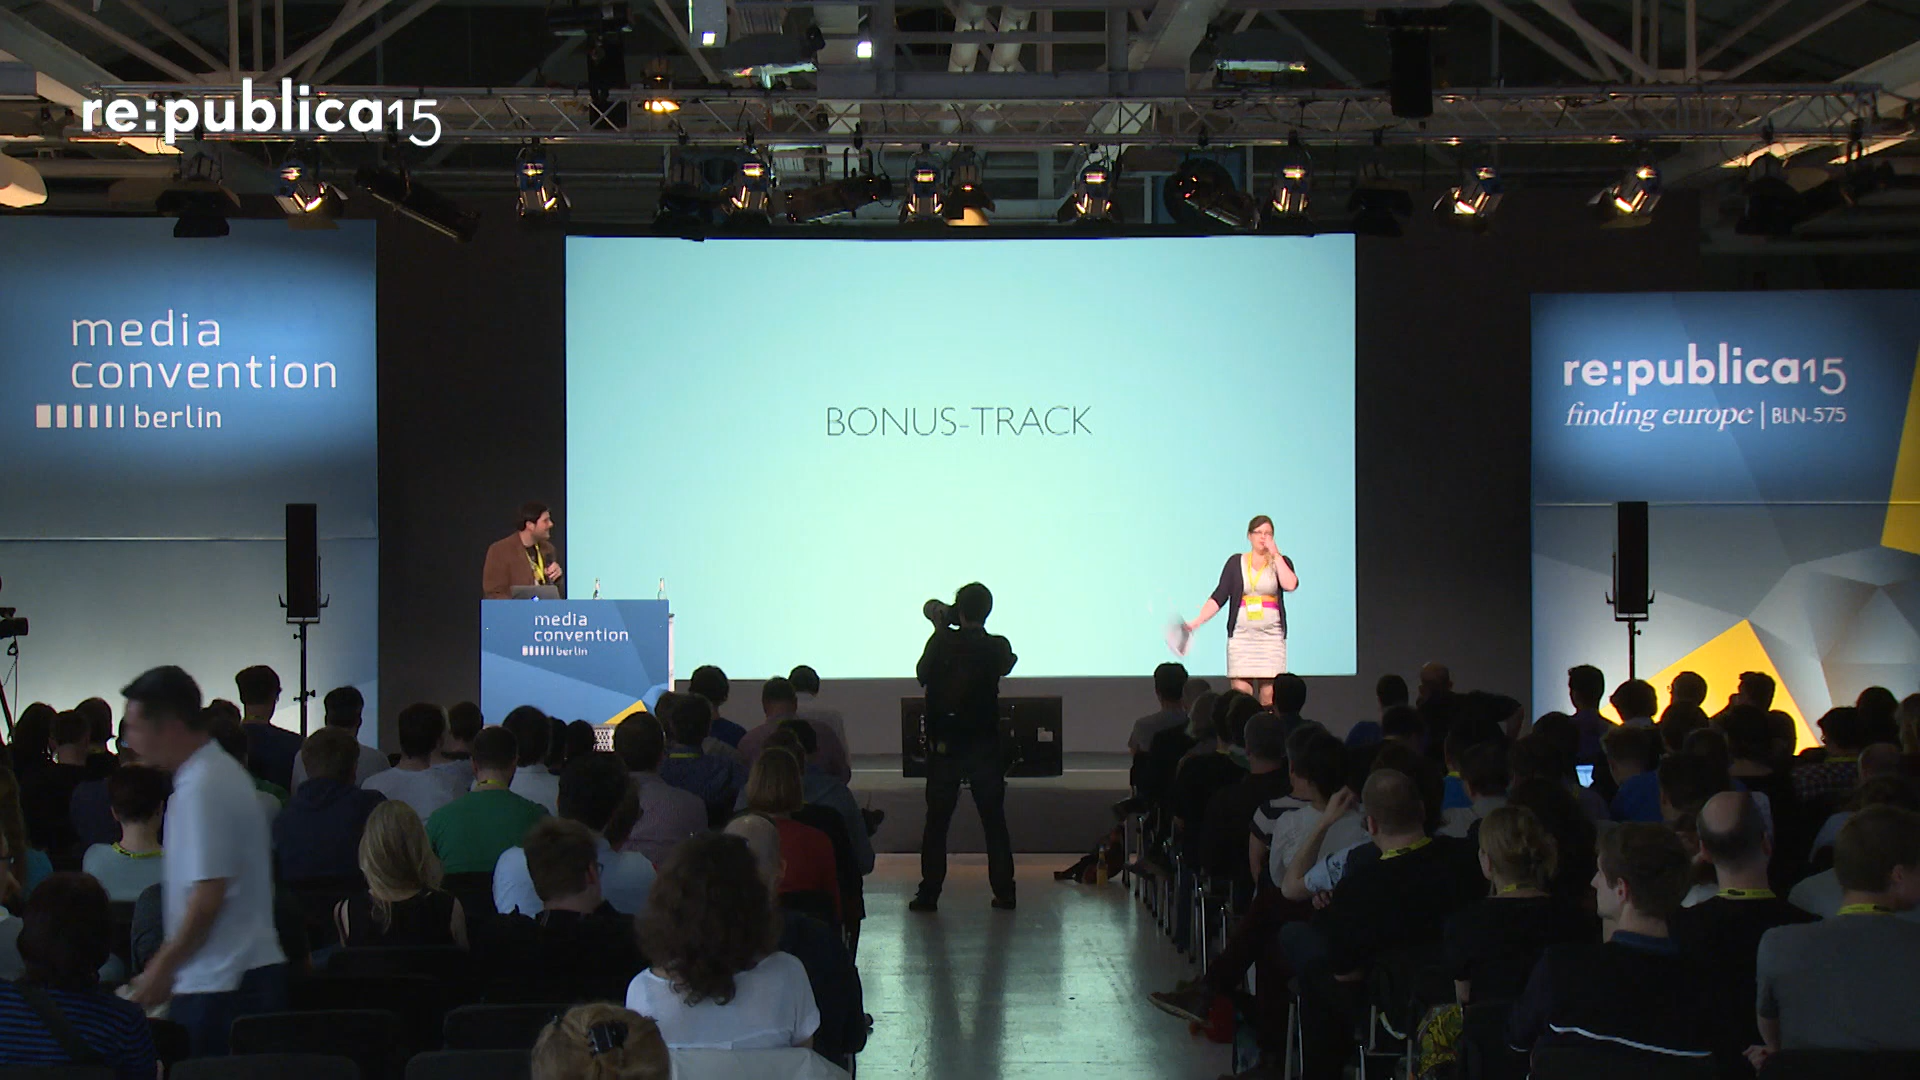 re:publica15
media
convention
berlin
BONUS-TRACK
re:publica15
finding europe | BLN-575
media
convention
berlin